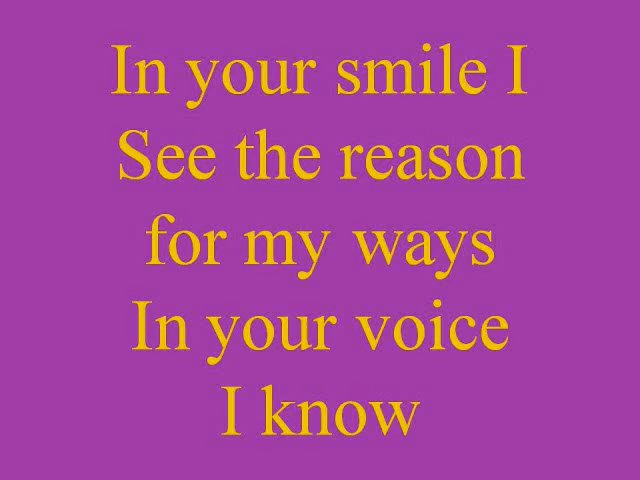 In your smile I
See the reason
for my ways
In your voice
I know